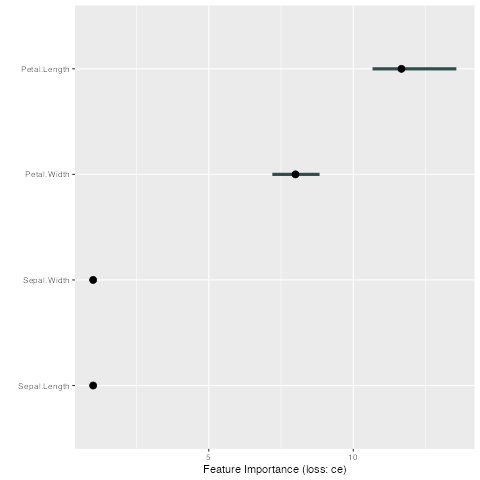 Petal.Length
Petal.Width
Sepal.Width
Sepal.Length
5
10
Feature Importance (loss: ce)